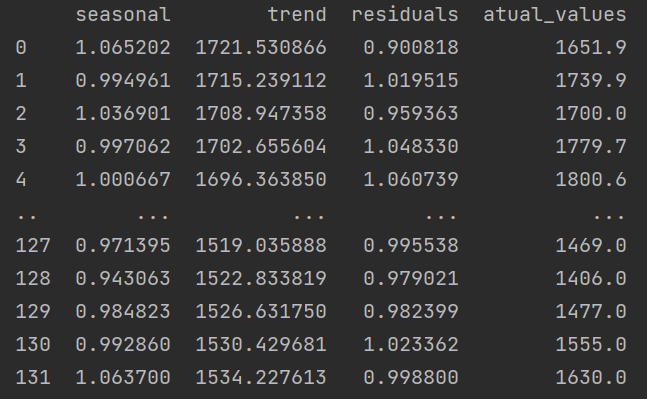 seasonal trend residuals atual_values
0 1.065202 1721.530866 0.900818 1651.9
1 0.994961 1715.239112 1.019515 1739.9
2 1.036901 1708.947358 0.959363 1700.0
3 0.997062 1702.655604 1.048330 1779.7
4 1.000667 1696.363850 1.060739 1800.6
.. ... ... ... ...
127 0.971395 1519.035888 0.995538 1469.0
128 0.943063 1522.833819 0.979021 1406.0
129 0.984823 1526.631750 0.982399 1477.0
130 0.992860 1530.429681 1.023362 1555.0
131 1.063700 1534.227613 0.998800 1630.0